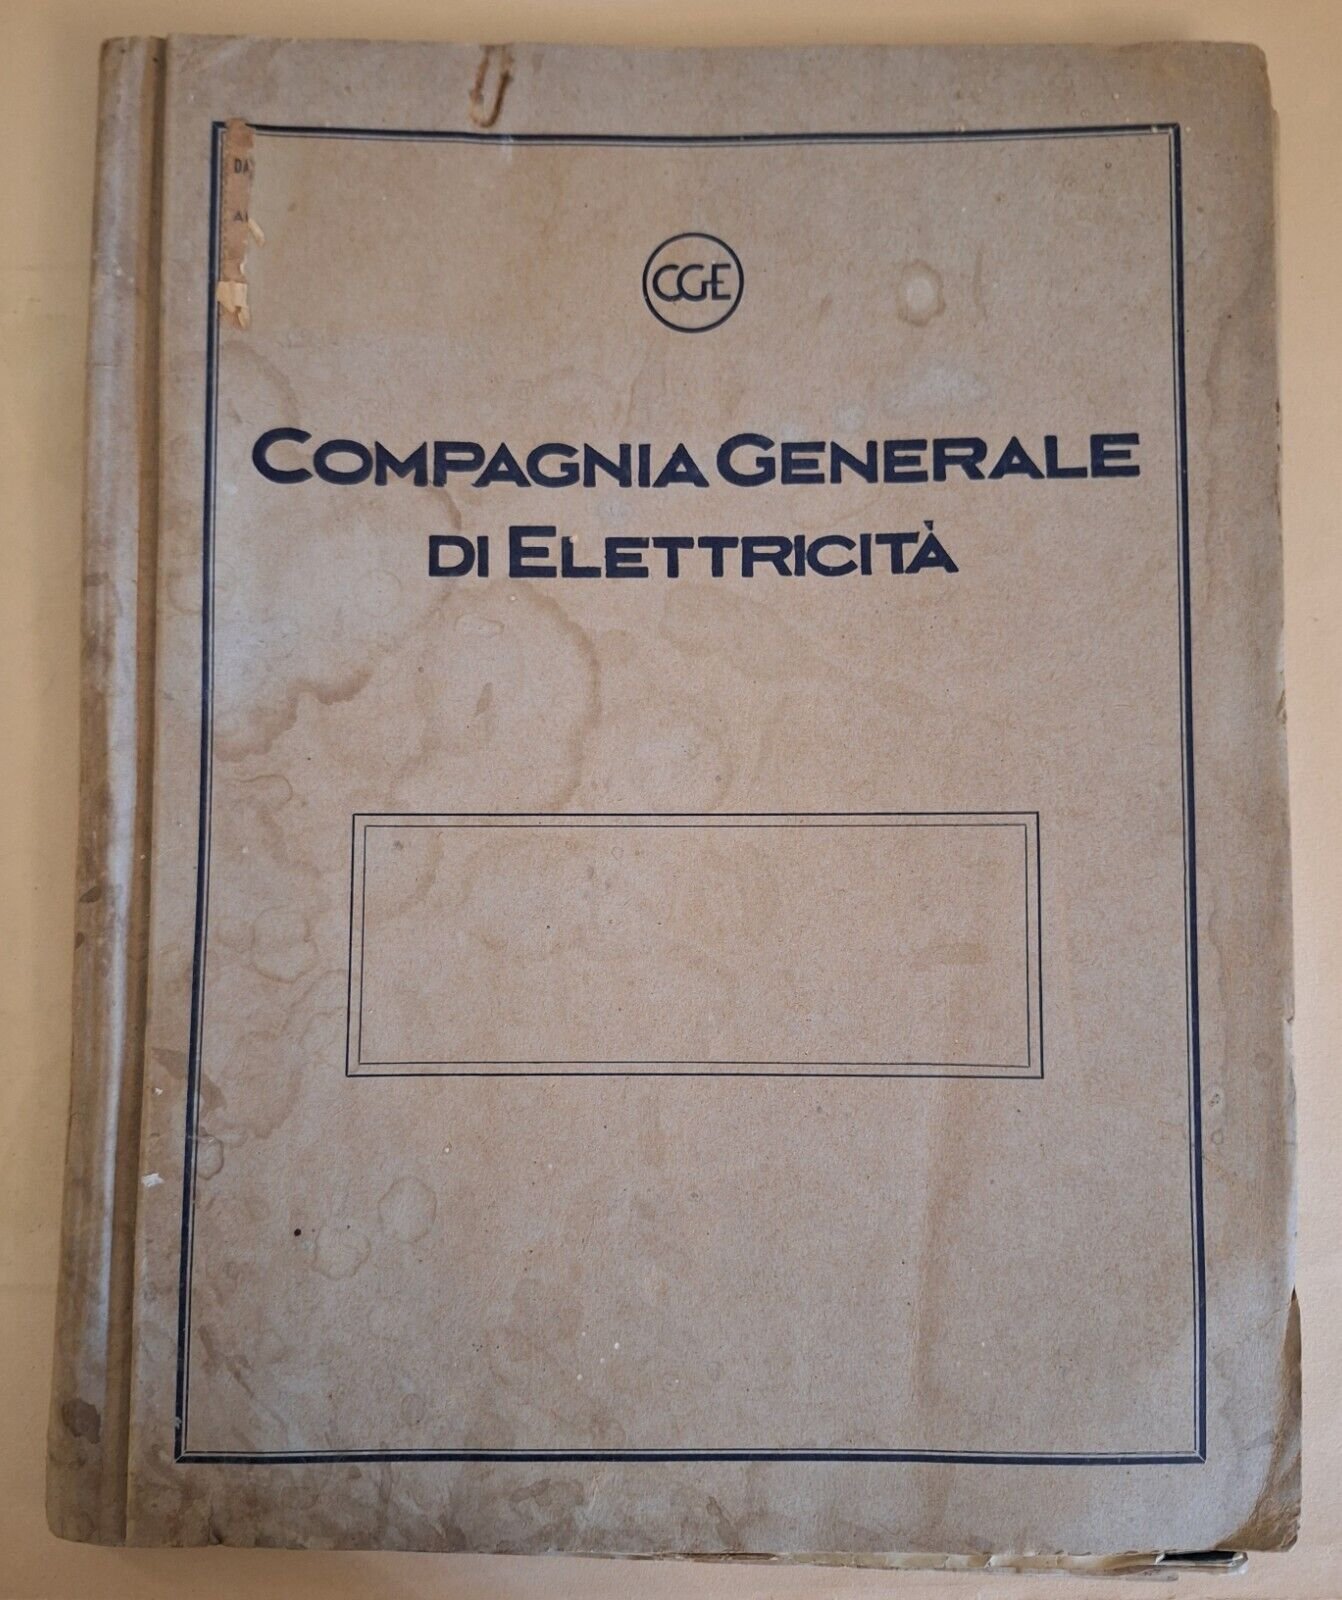 CGE
COMPAGNIA GENERALE
DI ELETTRICITÀ